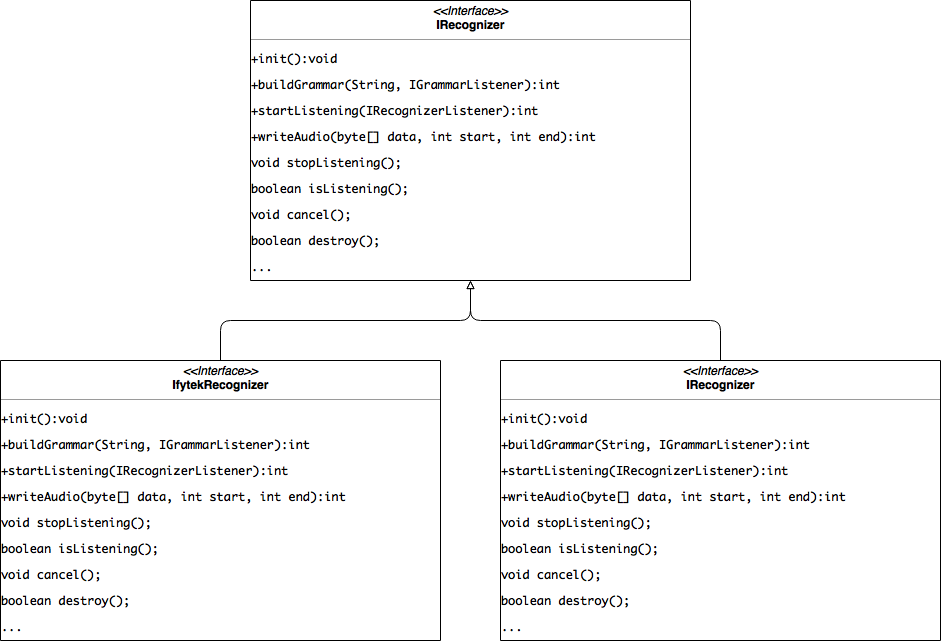 <<Interface>>
IRecognizer
+init():void
+buildGrammar(String, IGrammarListener):int
+startListening(IRecognizerListener):int
+writeAudio(byte[] data, int start, int end):int
void stopListening();
boolean isListening();
void cancel();
boolean destroy();
...
<<Interface>>
IfytekRecognizer
+init():void
+buildGrammar(String, IGrammarListener):int
+startListening(IRecognizerListener):int
+writeAudio(byte[] data, int start, int end):int
void stopListening();
boolean isListening();
void cancel();
boolean destroy();
...
<<Interface>>
IRecognizer
+init():void
+buildGrammar(String, IGrammarListener):int
+startListening(IRecognizerListener):int
+writeAudio(byte[] data, int start, int end):int
void stopListening();
boolean isListening();
void cancel();
boolean destroy();
...